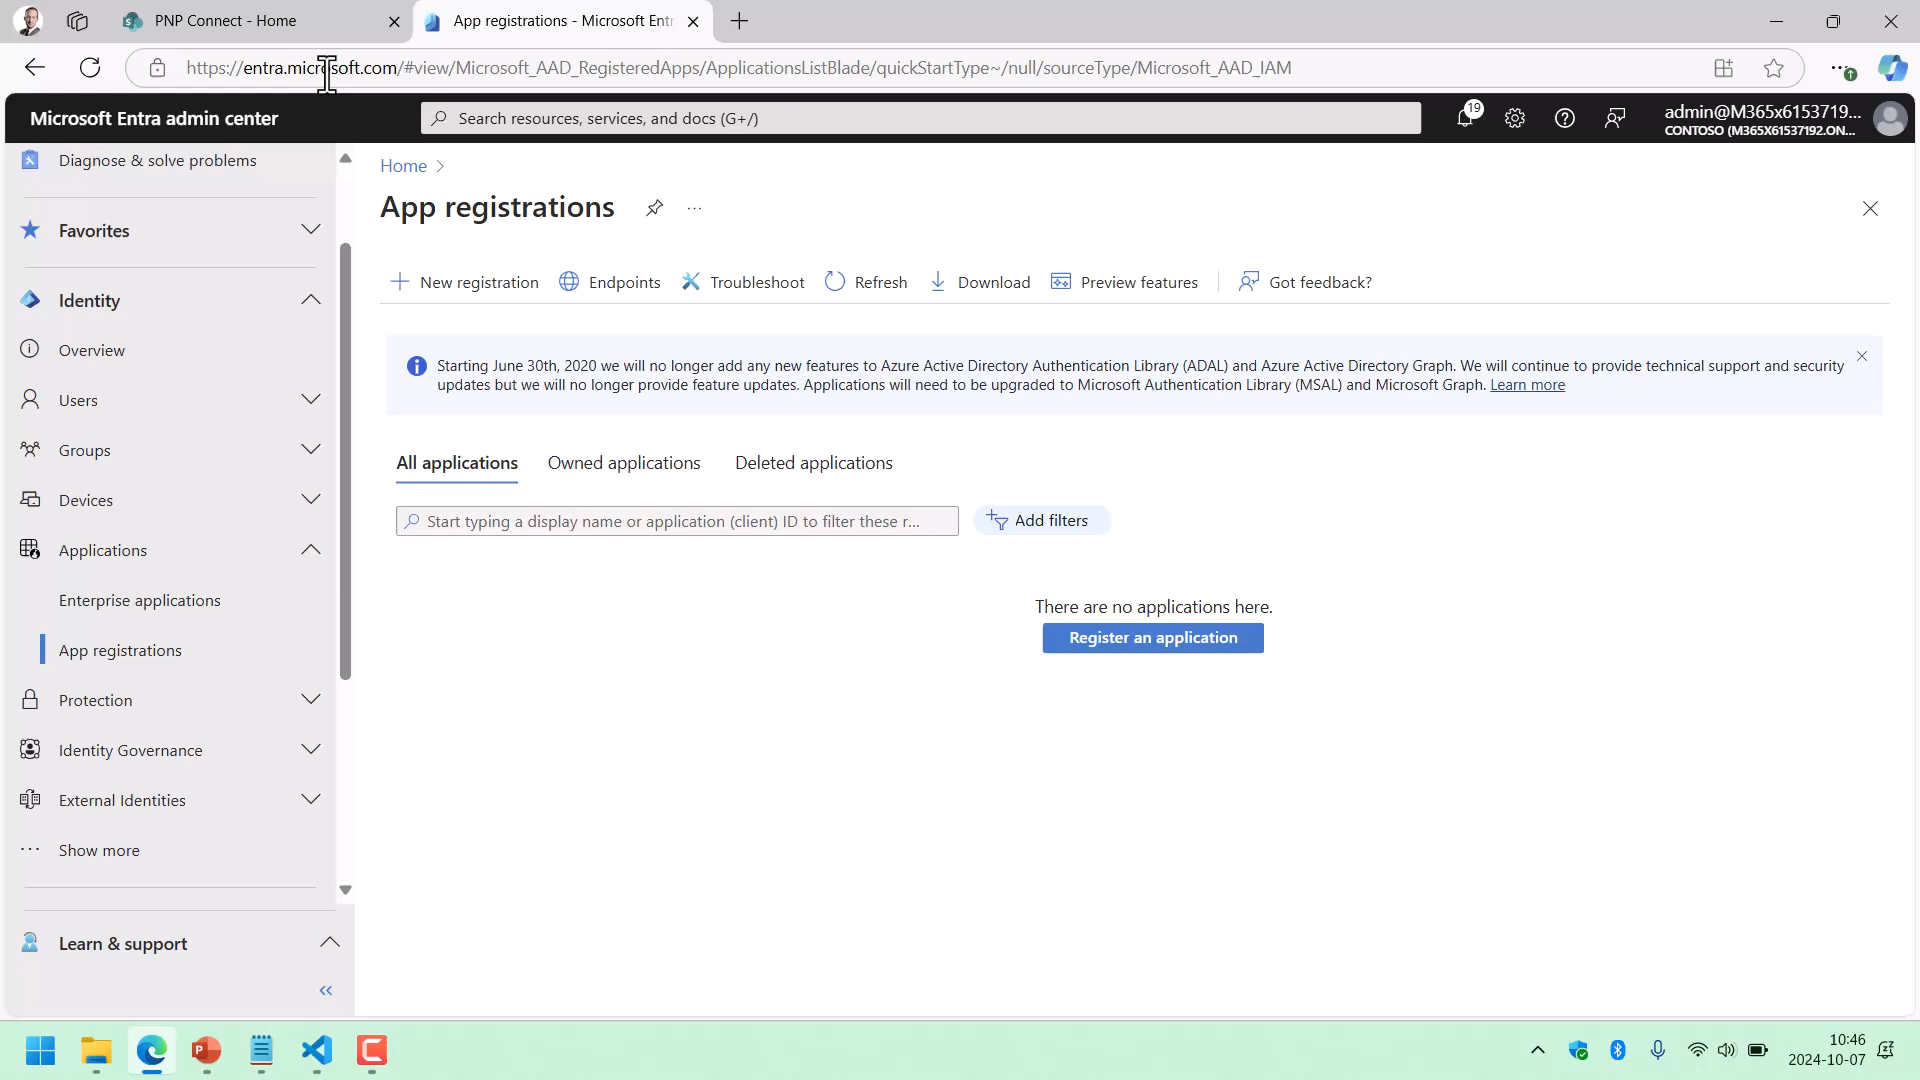 PNP Connect - Home
App registrations - Microsoft Entr
https://entra.microsoft.com/#view/Microsoft_AAD_RegisteredApps/ApplicationsListBlade/quickStartType~/null/sourceType/Microsoft_AAD_IAM
Microsoft Entra admin center
Search resources, services, and docs (G+/)
19
admin@M365x6153719...
CONTOSO (M365X61537192.ON...
Diagnose & solve problems
Favorites
Identity
Overview
Users
Groups
Devices
Applications
Enterprise applications
App registrations
Protection
Identity Governance
External Identities
Show more
Learn & support
Home
App registrations
New registration
Endpoints
Troubleshoot
Refresh
Download
Preview features
Got feedback?
Starting June 30th, 2020 we will no longer add any new features to Azure Active Directory Authentication Library (ADAL) and Azure Active Directory Graph. We will continue to provide technical support and security
updates but we will no longer provide feature updates. Applications will need to be upgraded to Microsoft Authentication Library (MSAL) and Microsoft Graph. Learn more
All applications
Owned applications
Deleted applications
Start typing a display name or application (client) ID to filter these r...
Add filters
There are no applications here.
Register an application
10:46
2024-10-07